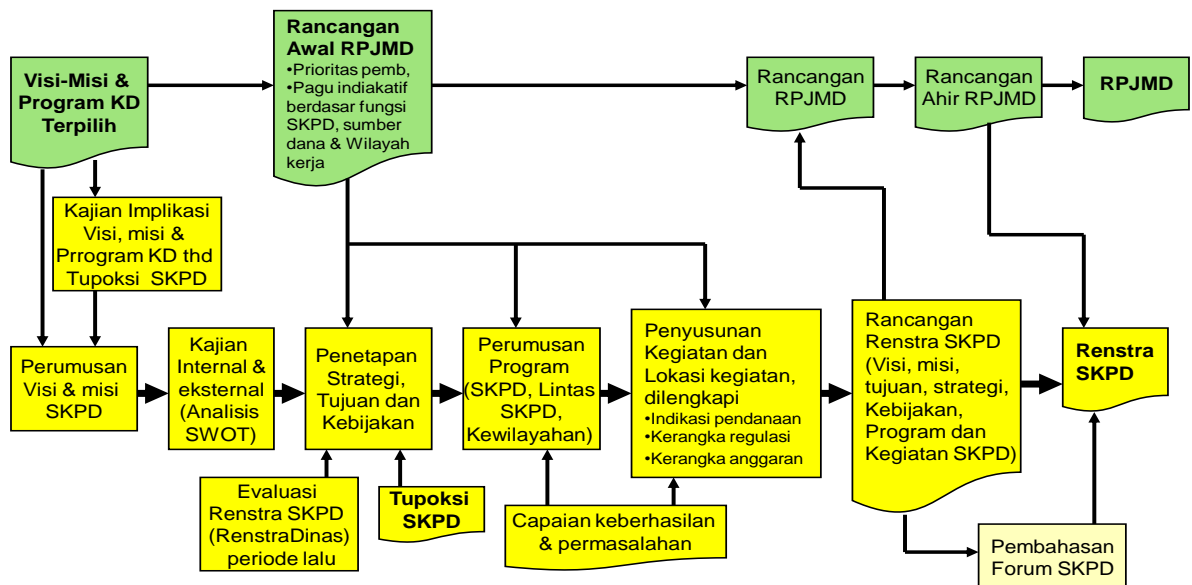 Visi-Misi &
Program KD
Terpilih
Rancangan
Awal RPJMD
•Prioritas pemb,
•Pagu indiakatif
berdasar fungsi
SKPD, sumber
dana & Wilayah
kerja
Rancangan
RPJMD
Rancangan
Ahir RPJMD
RPJMD
Kajian Implikasi
Visi, misi &
Prrogram KD thd
Tupoksi SKPD
Perumusan
Visi & misi
SKPD
Kajian
Internal &
eksternal
(Analisis
SWOT)
Penetapan
Strategi,
Tujuan dan
Kebijakan
Perumusan
Program
(SKPD, Lintas
SKPD,
Kewilayahan)
Penyusunan
Kegiatan dan
Lokasi kegiatan,
dilengkapi
•Indikasi pendanaan
•Kerangka regulasi
•Kerangka anggaran
Rancangan
Renstra SKPD
(Visi, misi,
tujuan, strategi,
Kebijakan,
Program dan
Kegiatan SKPD)
Renstra
SKPD
Evaluasi
Renstra SKPD
(RenstraDinas)
periode lalu
Tupoksi
SKPD
Capaian keberhasilan
& permasalahan
Pembahasan
Forum SKPD